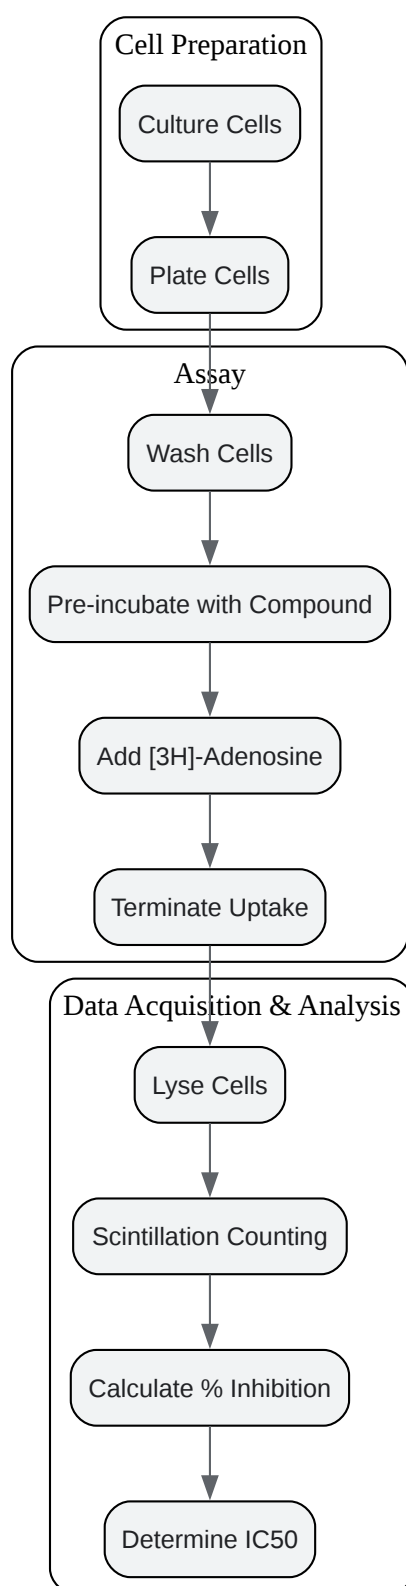 Cell Preparation
Culture Cells
Plate Cells
Assay
Wash Cells
Pre-incubate with Compound
Add [3H]-Adenosine
Terminate Uptake
Data Acquisition & Analysis
Lyse Cells
Scintillation Counting
Calculate % Inhibition
Determine IC50